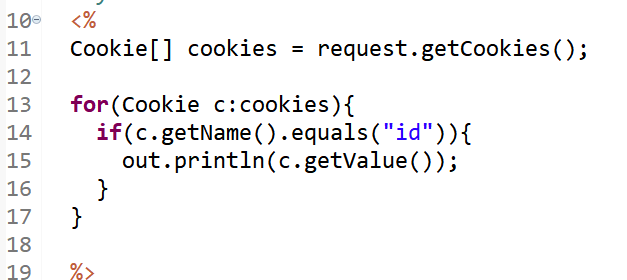 10 <%
11 Cookie[] cookies = request.getCookies();
12
13 for(Cookie c:cookies){
14 if(c.getName().equals("id")){
15 out.println(c.getValue());
16 }
17 }
18
19 %>